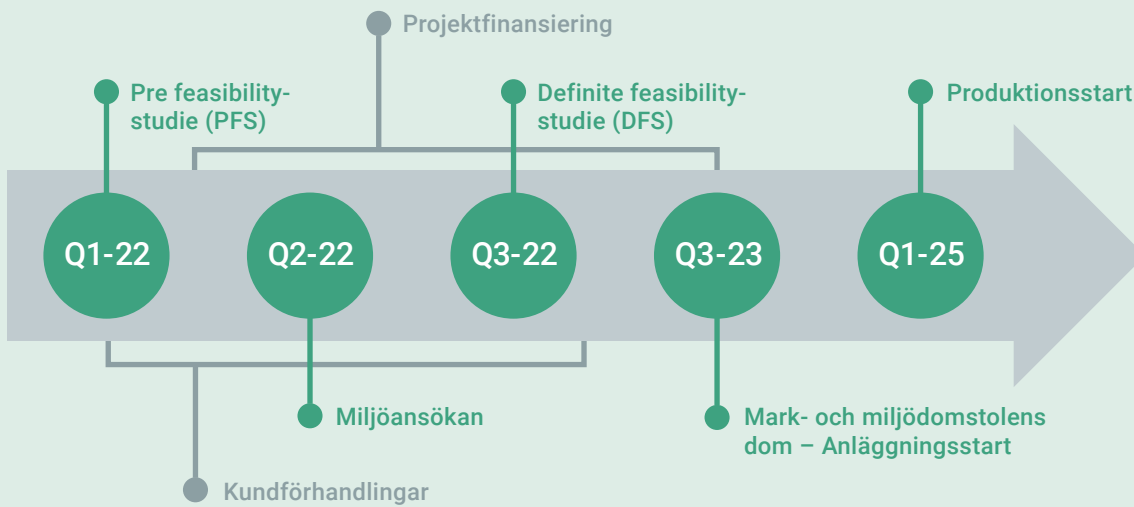 Projektfinansiering
Pre feasibility-
studie (PFS)
Definite feasibility-
studie (DFS)
Produktionsstart
Q1-22
Q2-22
Q3-22
Q3-23
Q1-25
Miljöansökan
Mark- och miljödomstolens
dom – Anläggningsstart
Kundförhandlingar